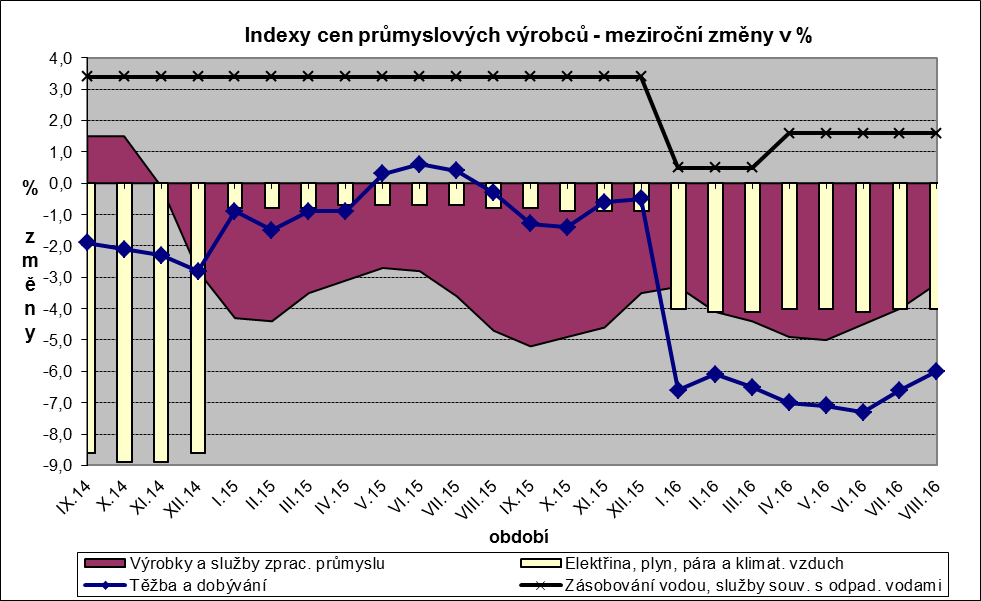 Indexy cen průmyslových výrobců - meziroční změny v %
4,0
3,0
2,0
1,0
0,0
-1,0
-2,0
-3,0
-4,0
-5,0
-6,0
-7,0
-8,0
-9,0
% změny
IX.14 X.14 XI.14 XII.14 I.15 II.15 III.15 IV.15 V.15 VI.15 VII.15 VIII.15 IX.15 X.15 XI.15 XII.15 I.16 II.16 III.16 IV.16 V.16 VI.16 VII.16 VIII.16
období
Výrobky a služby zprac. průmyslu Elektřina, plyn, pára a klimat. vzduch
Těžba a dobývání Zásobování vodou, služby souv. s odpad. vodami